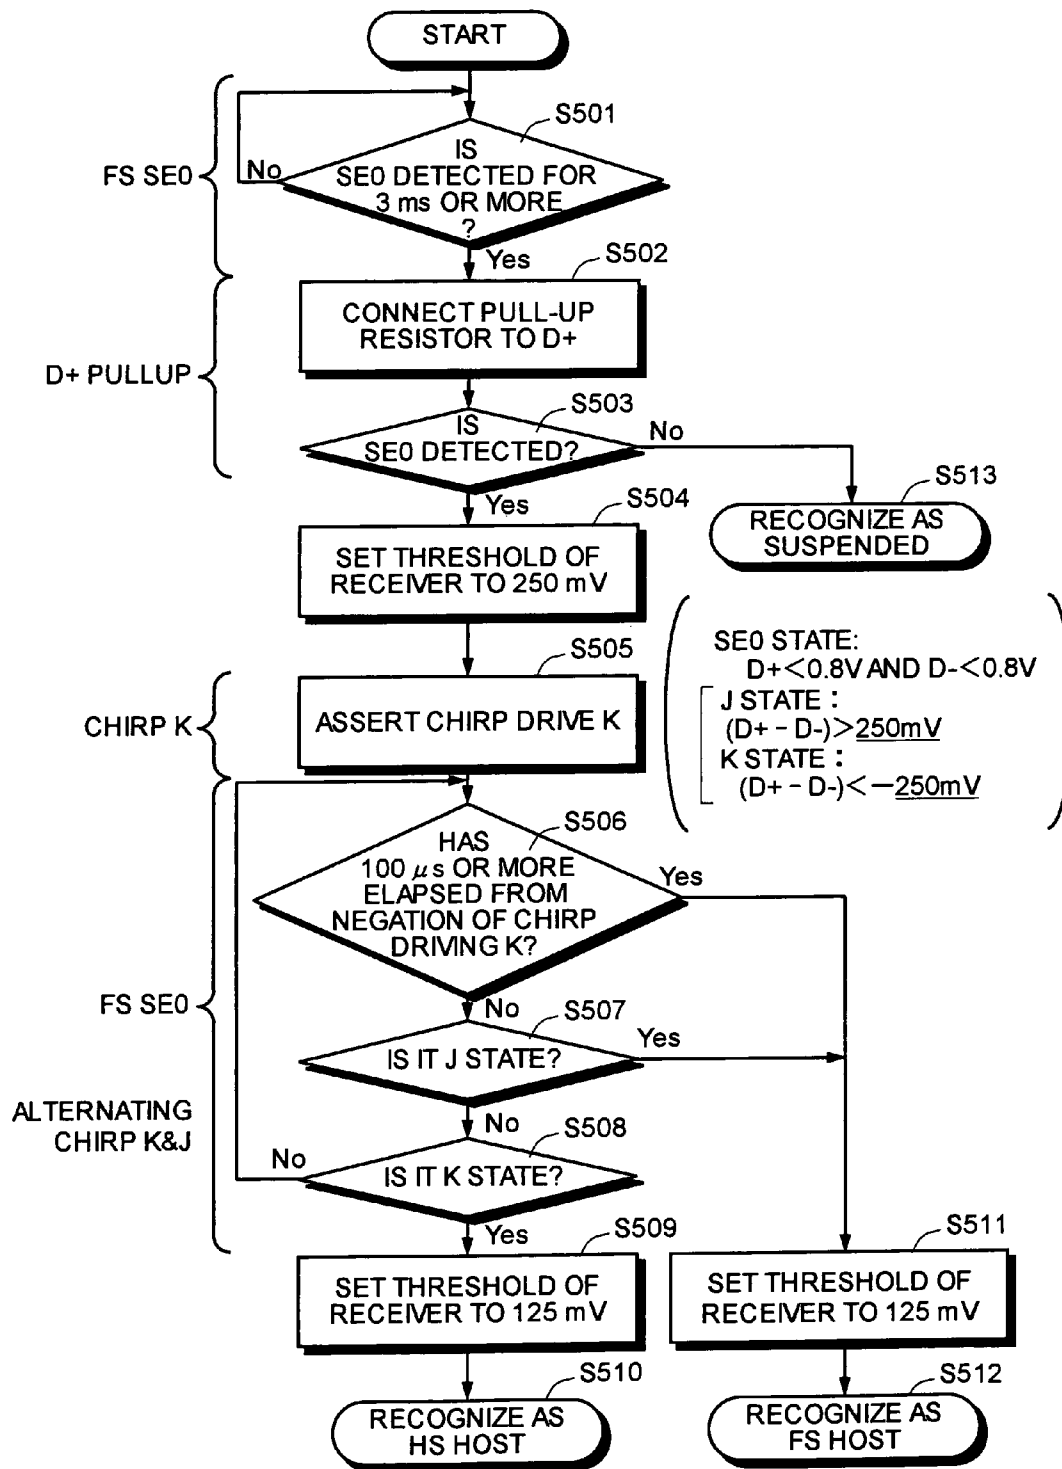 START
S501
FS SE0
No
IS
SE0 DETECTED FOR
3 ms OR MORE
?
Yes
S502
CONNECT PULL-UP
RESISTOR TO D+
D+ PULLUP
S503
IS
SE0 DETECTED?
No
Yes
S504
S513
RECOGNIZE AS
SUSPENDED
SET THRESHOLD OF
RECEIVER TO 250 mV
SE0 STATE:
D+<0.8V AND D-<0.8V
J STATE :
(D+ - D-)>250mV
K STATE :
(D+ - D-)<-250mV
S505
CHIRP K
ASSERT CHIRP DRIVE K
S506
HAS
100 μs OR MORE
ELAPSED FROM
NEGATION OF CHIRP
DRIVING K?
Yes
No
FS SE0
S507
IS IT J STATE?
Yes
No
ALTERNATING
CHIRP K&J
S508
IS IT K STATE?
No
Yes
S509
SET THRESHOLD OF
RECEIVER TO 125 mV
S511
SET THRESHOLD OF
RECEIVER TO 125 mV
S510
RECOGNIZE AS
HS HOST
S512
RECOGNIZE AS
FS HOST